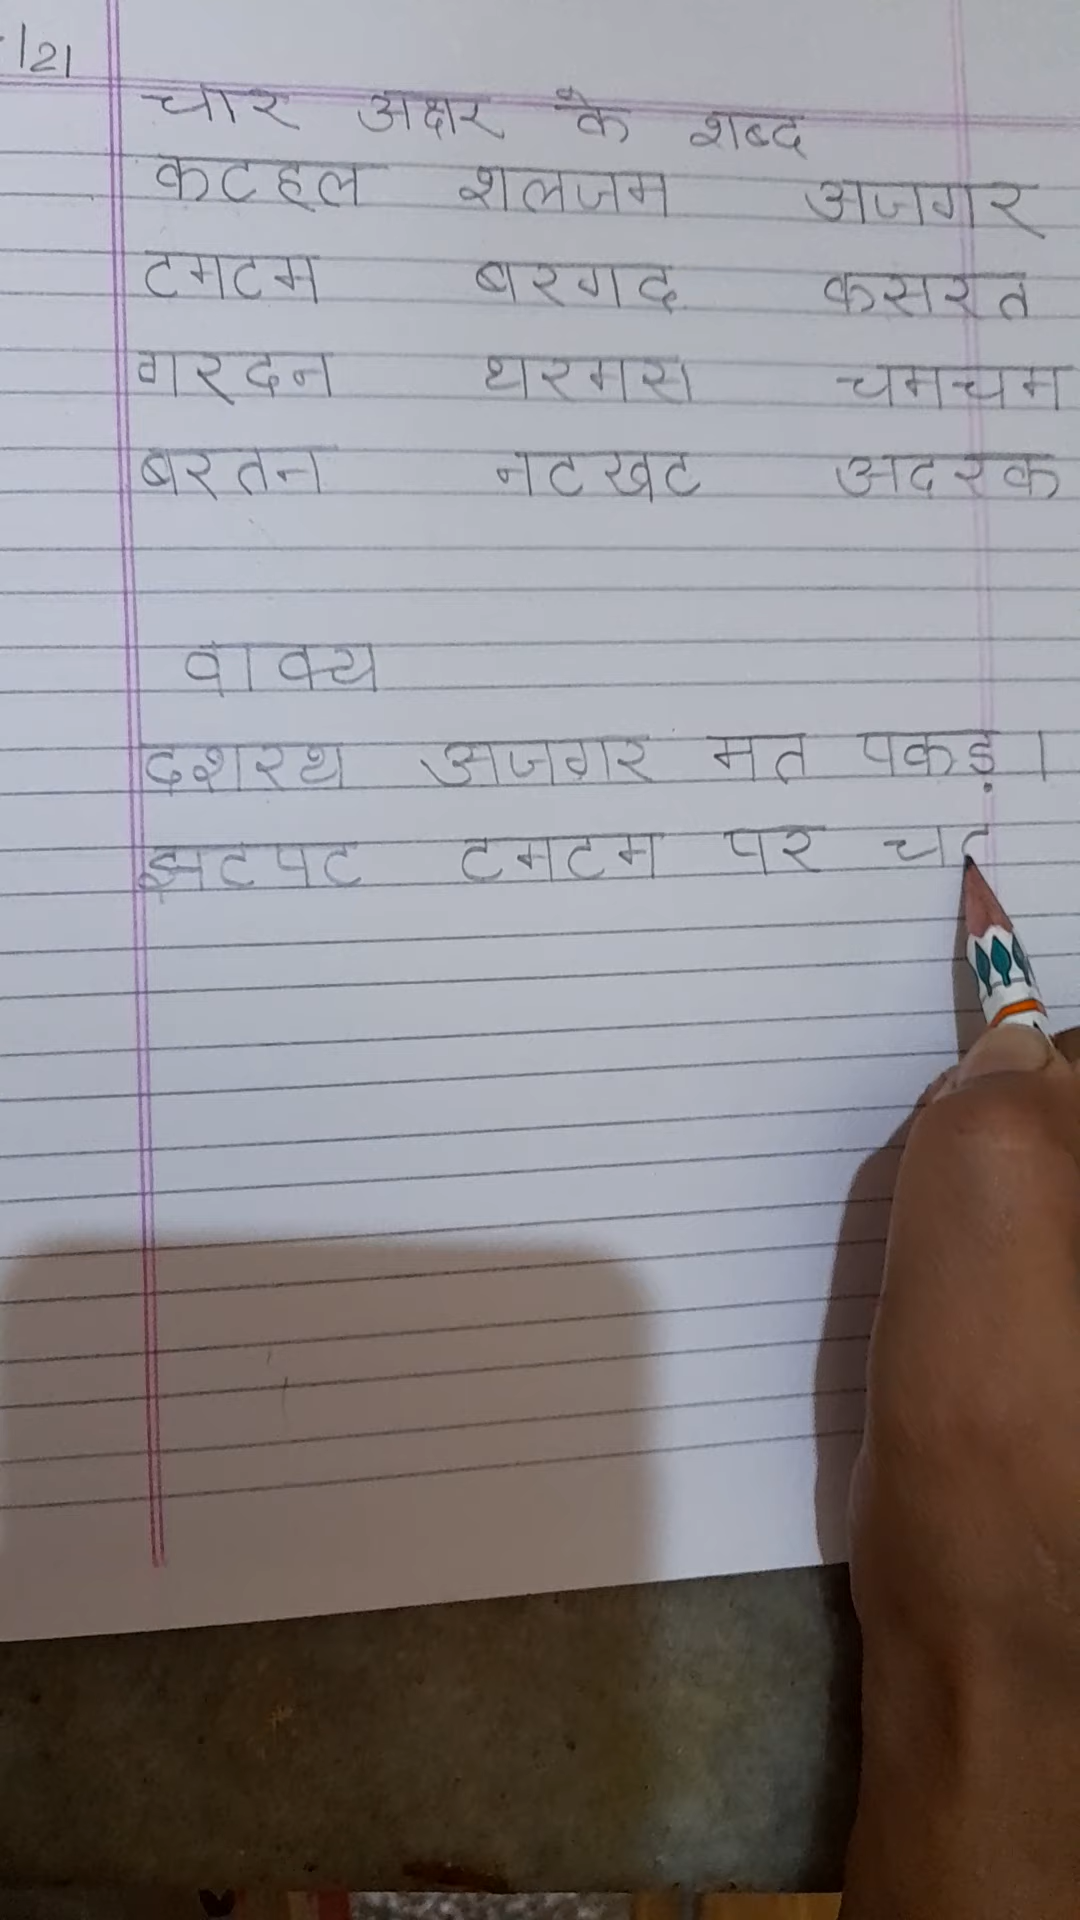 /21
चार अक्षर के शब्द
कटहल शलजम अजगर
टमटम बरगद कसरत
गरदन थरमस चमचम
बरतन नटखट अदरक
वाक्य
दशरथ अजगर मत पकड़।
झटपट टमटम पर